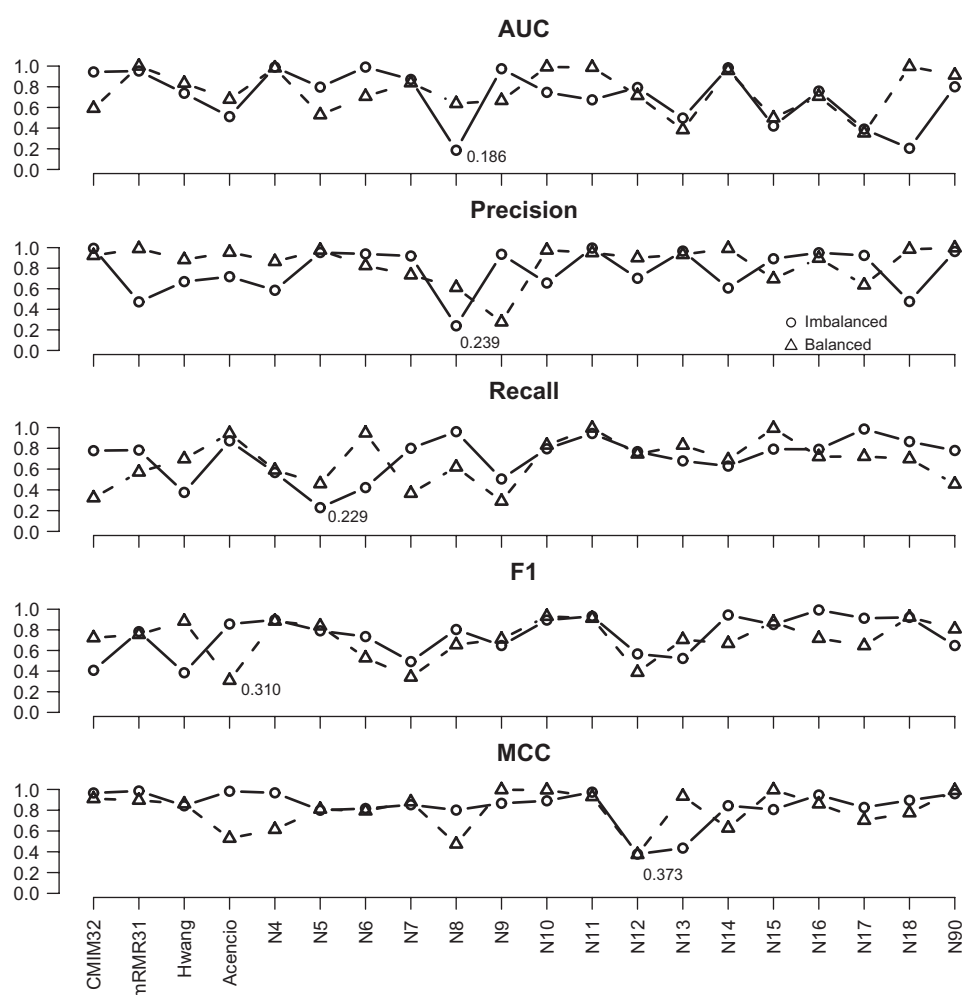 AUC
1.0
0.8
0.6
0.4
0.2
0.0
0.186
Precision
1.0
0.8
0.6
0.4
0.2
0.0
Imbalanced
Balanced
0.239
Recall
1.0
0.8
0.6
0.4
0.2
0.0
0.229
F1
1.0
0.8
0.6
0.4
0.2
0.0
0.310
MCC
1.0
0.8
0.6
0.4
0.2
0.0
0.373
CMIM32
mRMR31
Hwang
Acencio
N4
N5
N6
N7
N8
N9
N10
N11
N12
N13
N14
N15
N16
N17
N18
N90